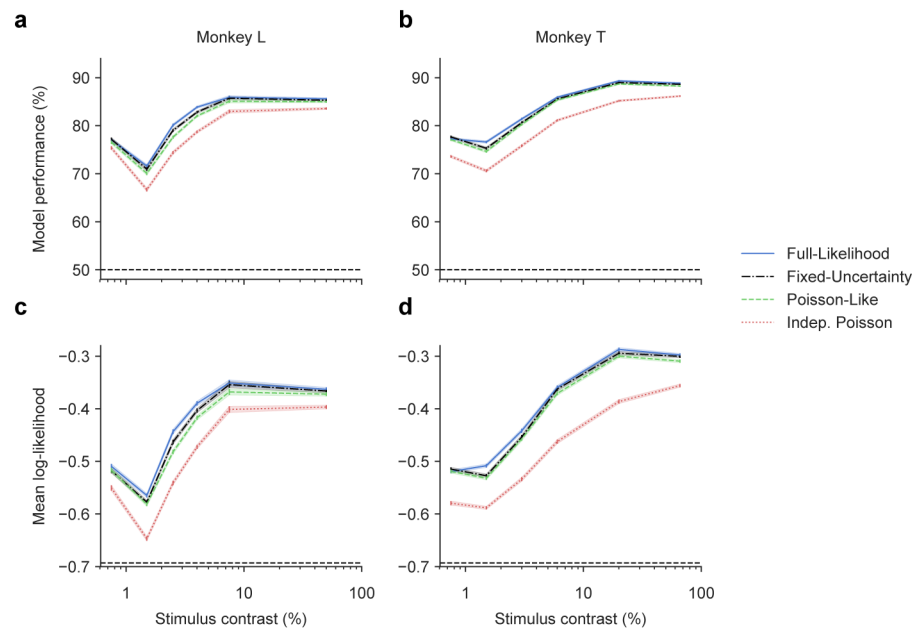 a
Monkey L
b
Monkey T
Model performance (%)
90
80
70
60
50
90
80
70
60
50
Full-Likelihood
Fixed-Uncertainty
Poisson-Like
Indep. Poisson
c
d
Mean log-likelihood
−0.3
−0.4
−0.5
−0.6
−0.7
−0.3
−0.4
−0.5
−0.6
−0.7
1
10
100
1
10
100
Stimulus contrast (%)
Stimulus contrast (%)